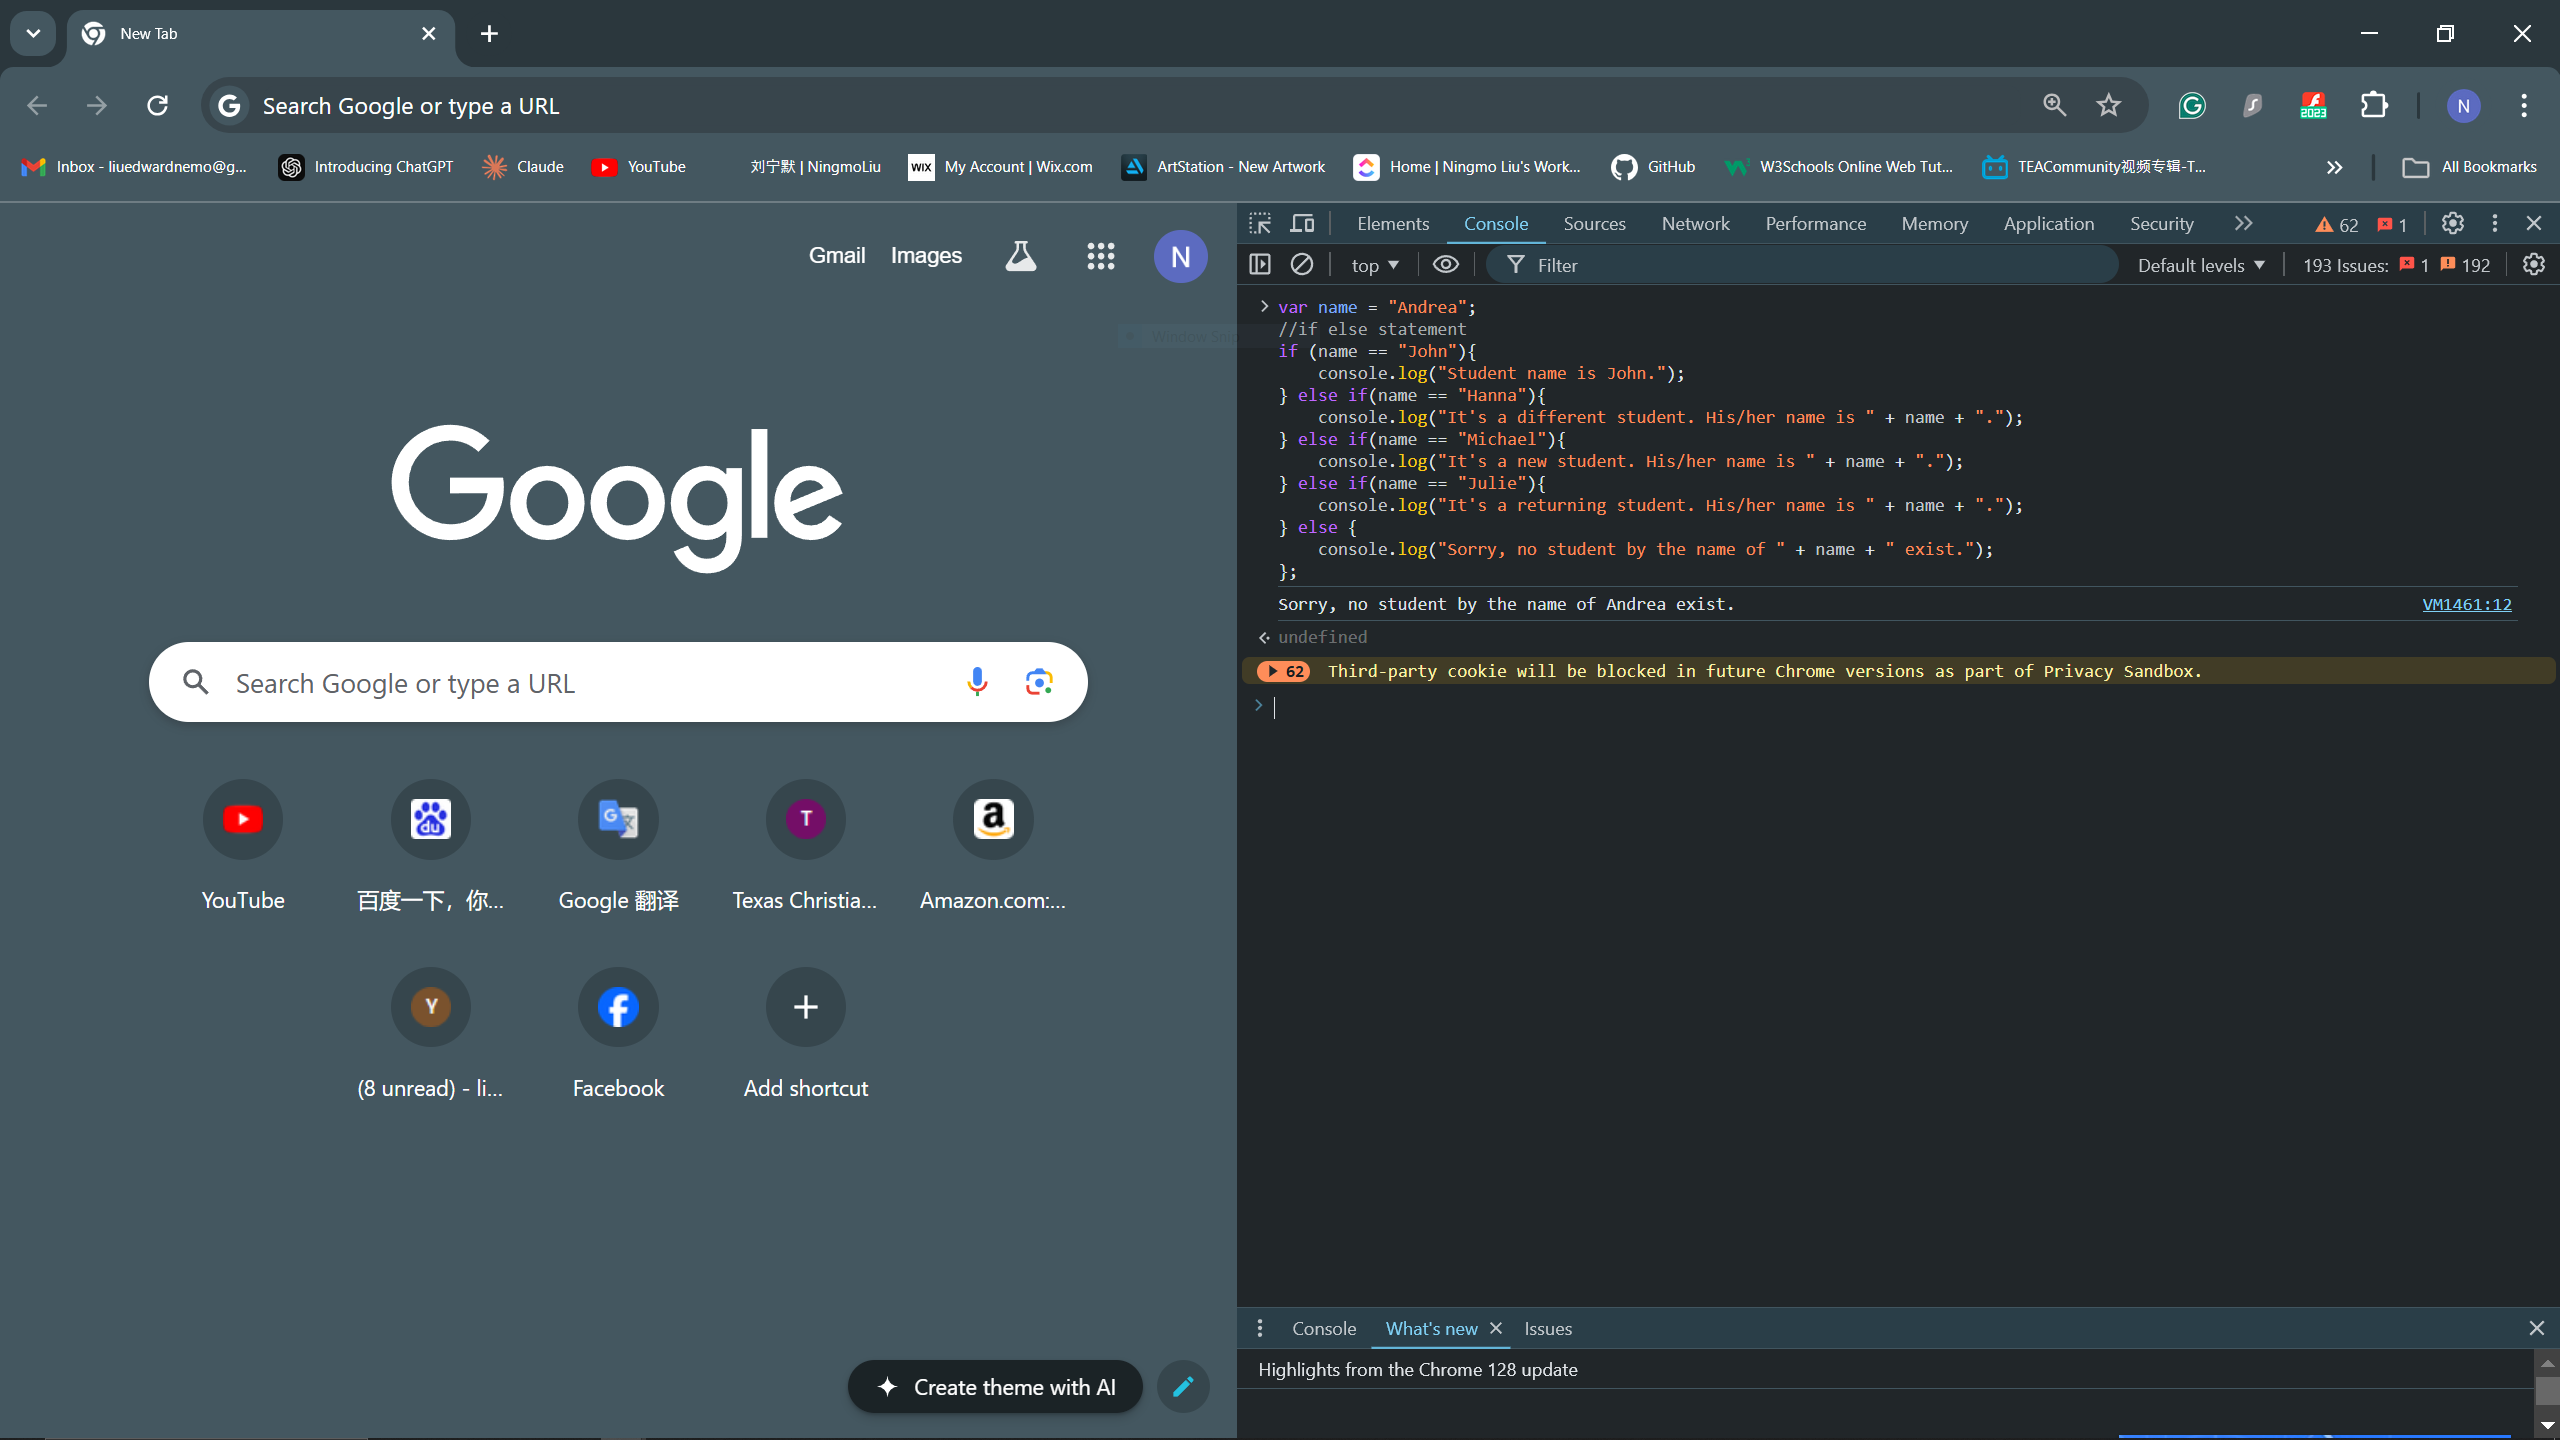 New Tab
Search Google or type a URL
N
Inbox - liuedwardnemo@g...
Introducing ChatGPT
Claude
YouTube
刘宁默 | NingmoLiu
WIX
My Account | Wix.com
ArtStation - New Artwork
Home | Ningmo Liu's Work...
GitHub
W3Schools Online Web Tut...
TEACommunity视频专辑-T...
All Bookmarks
Gmail
Images
N
Window Snip
Google
Search Google or type a URL
YouTube
du
百度一下，你...
Google 翻译
T
Texas Christia...
a
Amazon.com:...
Y
(8 unread) - li...
Facebook
Add shortcut
Create theme with AI
Elements
Console
Sources
Network
Performance
Memory
Application
Security
62
1
top
Filter
Default levels
193 Issues:
1
192
var name = "Andrea";
//if else statement
if (name == "John"){
console.log("Student name is John.");
} else if(name == "Hanna"){
console.log("It's a different student. His/her name is " + name + ".");
} else if(name == "Michael"){
console.log("It's a new student. His/her name is " + name + ".");
} else if(name == "Julie"){
console.log("It's a returning student. His/her name is " + name + ".");
} else {
console.log("Sorry, no student by the name of " + name + " exist.");
};
Sorry, no student by the name of Andrea exist.
VM1461:12
undefined
62
Third-party cookie will be blocked in future Chrome versions as part of Privacy Sandbox.
Console
What's new
Issues
Highlights from the Chrome 128 update
2023